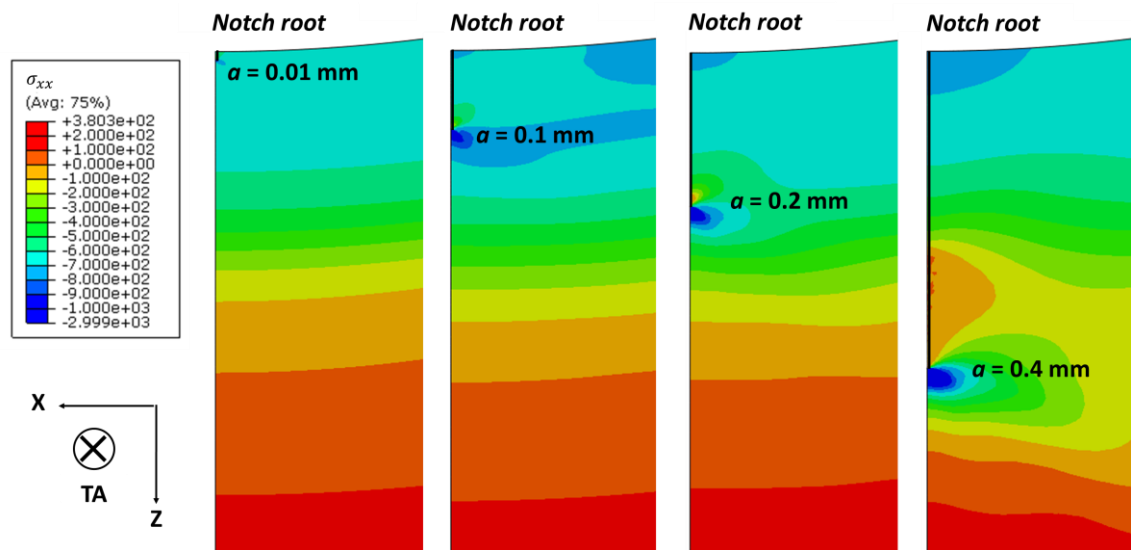 Notch root
Notch root
Notch root
Notch root
σxx
(Avg: 75%)
+3.803e+02
+2.000e+02
+1.000e+02
+0.000e+00
-1.000e+02
-2.000e+02
-3.000e+02
-4.000e+02
-5.000e+02
-6.000e+02
-7.000e+02
-8.000e+02
-9.000e+02
-1.000e+03
-2.999e+03
a = 0.01 mm
a = 0.1 mm
a = 0.2 mm
a = 0.4 mm
X
TA
Z